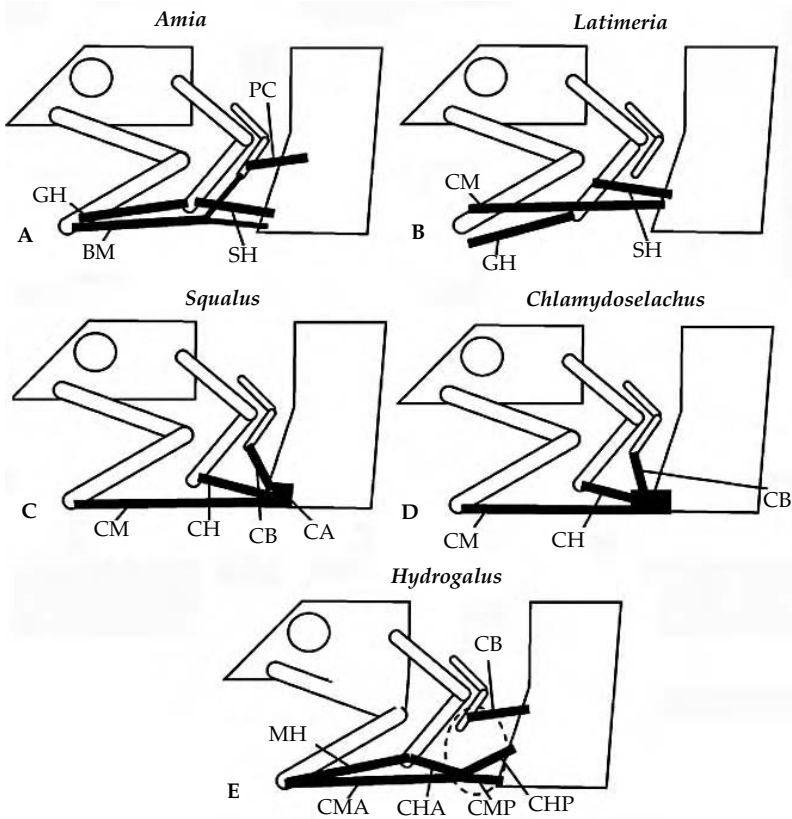 Amia
Latimeria
PC
GH
CM
A
BM
SH
B
GH
SH
Squalus
Chlamydoselachus
C
CM
CH
CB
CA
D
CM
CH
CB
Hydrogalus
CB
MH
E
CMA
CHA
CMP
CHP